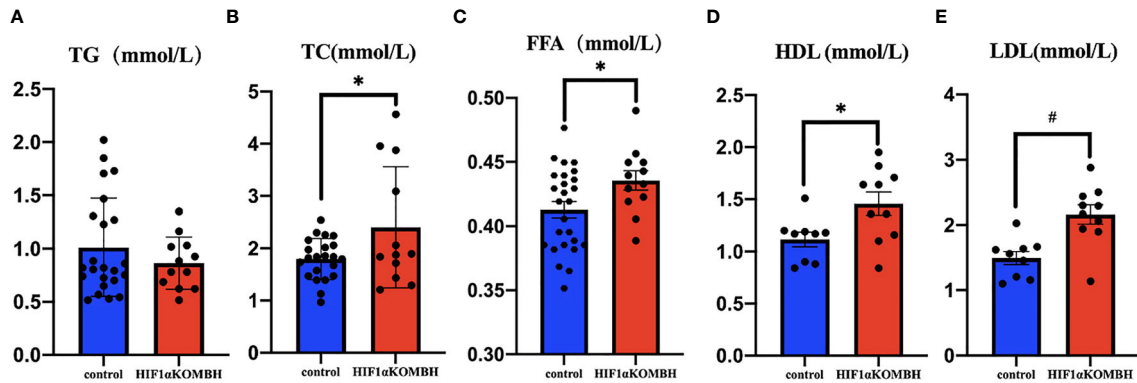 A
TG（mmol/L）
2.5
2.0
1.5
1.0
0.5
0.0
control HIF1αKOMBH
B
TC(mmol/L)
*
5
4
3
2
1
0
control HIF1αKOMBH
C
FFA（mmol/L）
*
0.50
0.45
0.40
0.35
0.30
control HIF1αKOMBH
D
HDL (mmol/L)
*
2.5
2.0
1.5
1.0
0.5
0.0
control HIF1αKOMBH
E
LDL(mmol/L)
#
4
3
2
1
0
control HIF1αKOMBH